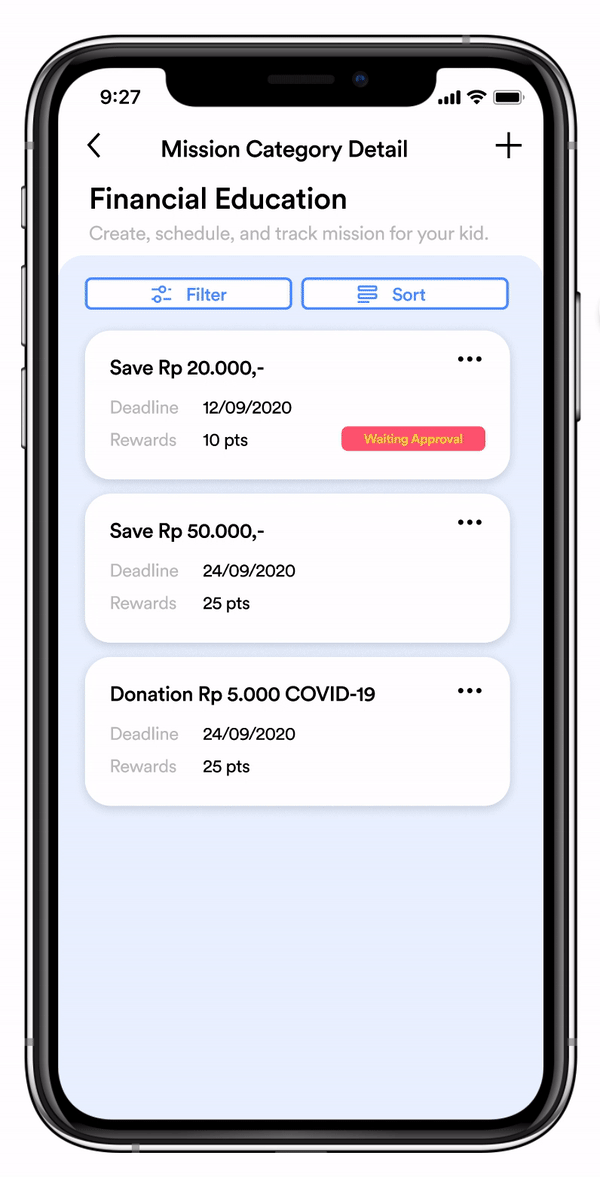 9:27
Mission Category Detail
Financial Education
Create, schedule, and track mission for your kid.
Filter Sort
Save Rp 20.000,-
Deadline 12/09/2020
Rewards 10 pts Waiting Approval
Save Rp 50.000,-
Deadline 24/09/2020
Rewards 25 pts
Donation Rp 5.000 COVID-19
Deadline 24/09/2020
Rewards 25 pts